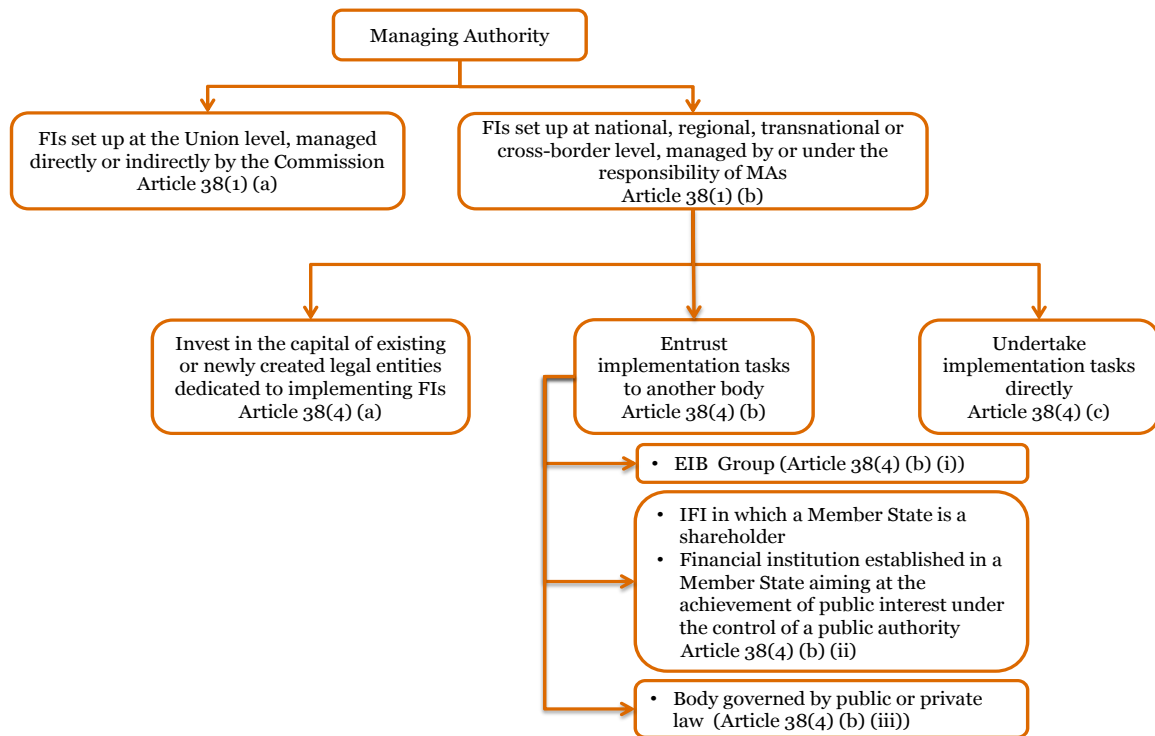 Managing Authority
FIs set up at the Union level, managed
directly or indirectly by the Commission
Article 38(1) (a)
FIs set up at national, regional, transnational or
cross-border level, managed by or under the
responsibility of MAs
Article 38(1) (b)
Invest in the capital of existing
or newly created legal entities
dedicated to implementing FIs
Article 38(4) (a)
Entrust
implementation tasks
to another body
Article 38(4) (b)
Undertake
implementation tasks
directly
Article 38(4) (c)
• EIB Group (Article 38(4) (b) (i))
• IFI in which a Member State is a
shareholder
• Financial institution established in a
Member State aiming at the
achievement of public interest under
the control of a public authority
Article 38(4) (b) (ii)
• Body governed by public or private
law (Article 38(4) (b) (iii))